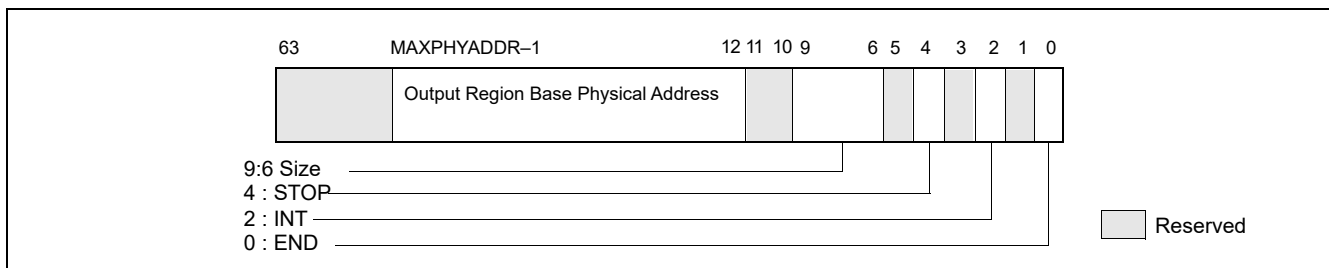 63 MAXPHYADDR–1 12 11 10 9 6 5 4 3 2 1 0
Output Region Base Physical Address
9:6 Size
4 : STOP
2 : INT
0 : END
Reserved